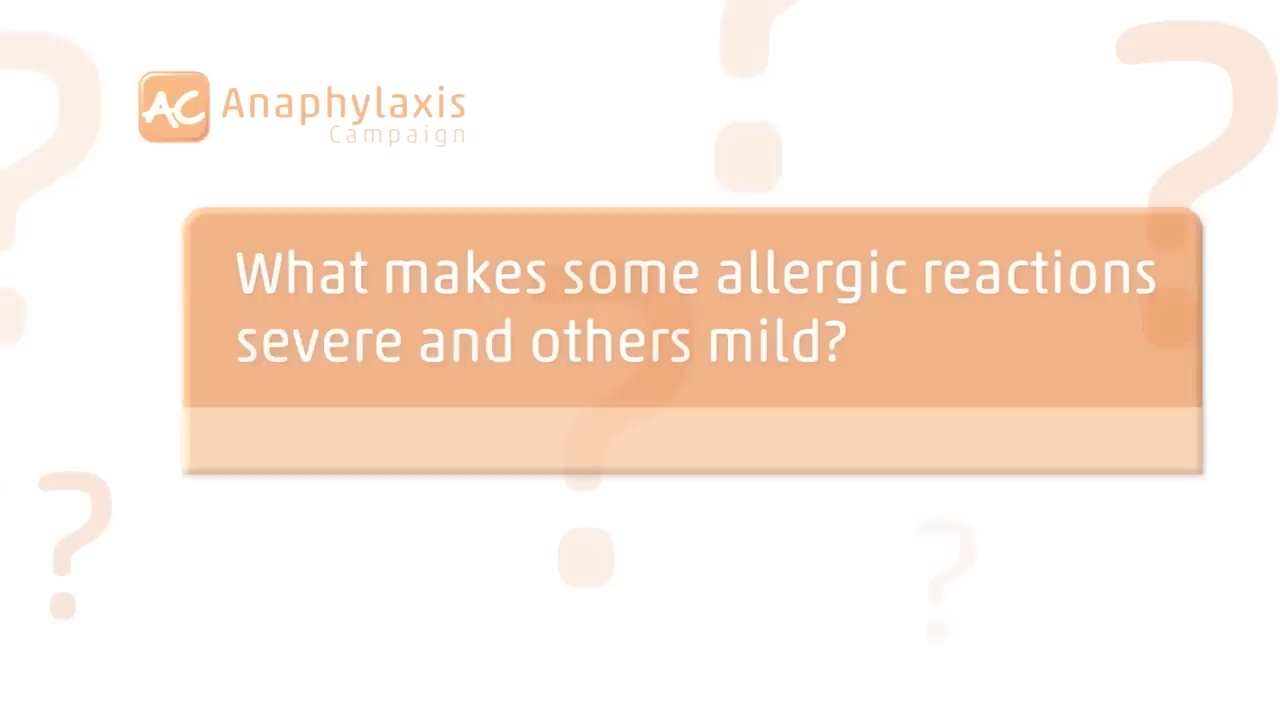 AC Anaphylaxis
Campaign
What makes some allergic reactions
severe and others mild?